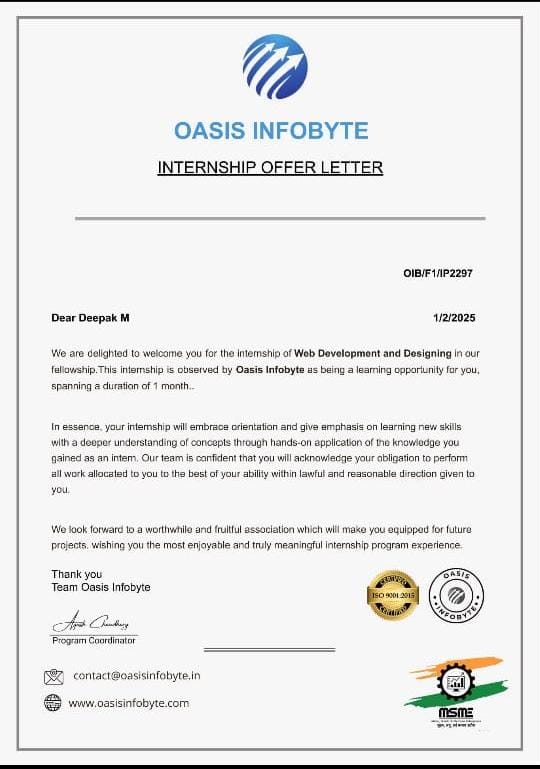 OASIS INFOBYTE
INTERNSHIP OFFER LETTER
OIB/F1/IP2297
Dear Deepak M 1/2/2025
We are delighted to welcome you for the internship of Web Development and Designing in our
fellowship.This internship is observed by Oasis Infobyte as being a learning opportunity for you,
spanning a duration of 1 month..
In essence, your internship will embrace orientation and give emphasis on learning new skills
with a deeper understanding of concepts through hands-on application of the knowledge you
gained as an intern. Our team is confident that you will acknowledge your obligation to perform
all work allocated to you to the best of your ability within lawful and reasonable direction given to
you.
We look forward to a worthwhile and fruitful association which will make you equipped for future
projects. wishing you the most enjoyable and truly meaningful internship program experience.
Thank you
Team Oasis Infobyte
CERTIFIED
ISO 9001:2015
CERTIFIED
OASIS
INFOBYTE
Program Coordinator
contact@oasisinfobyte.in
www.oasisinfobyte.com
MSME